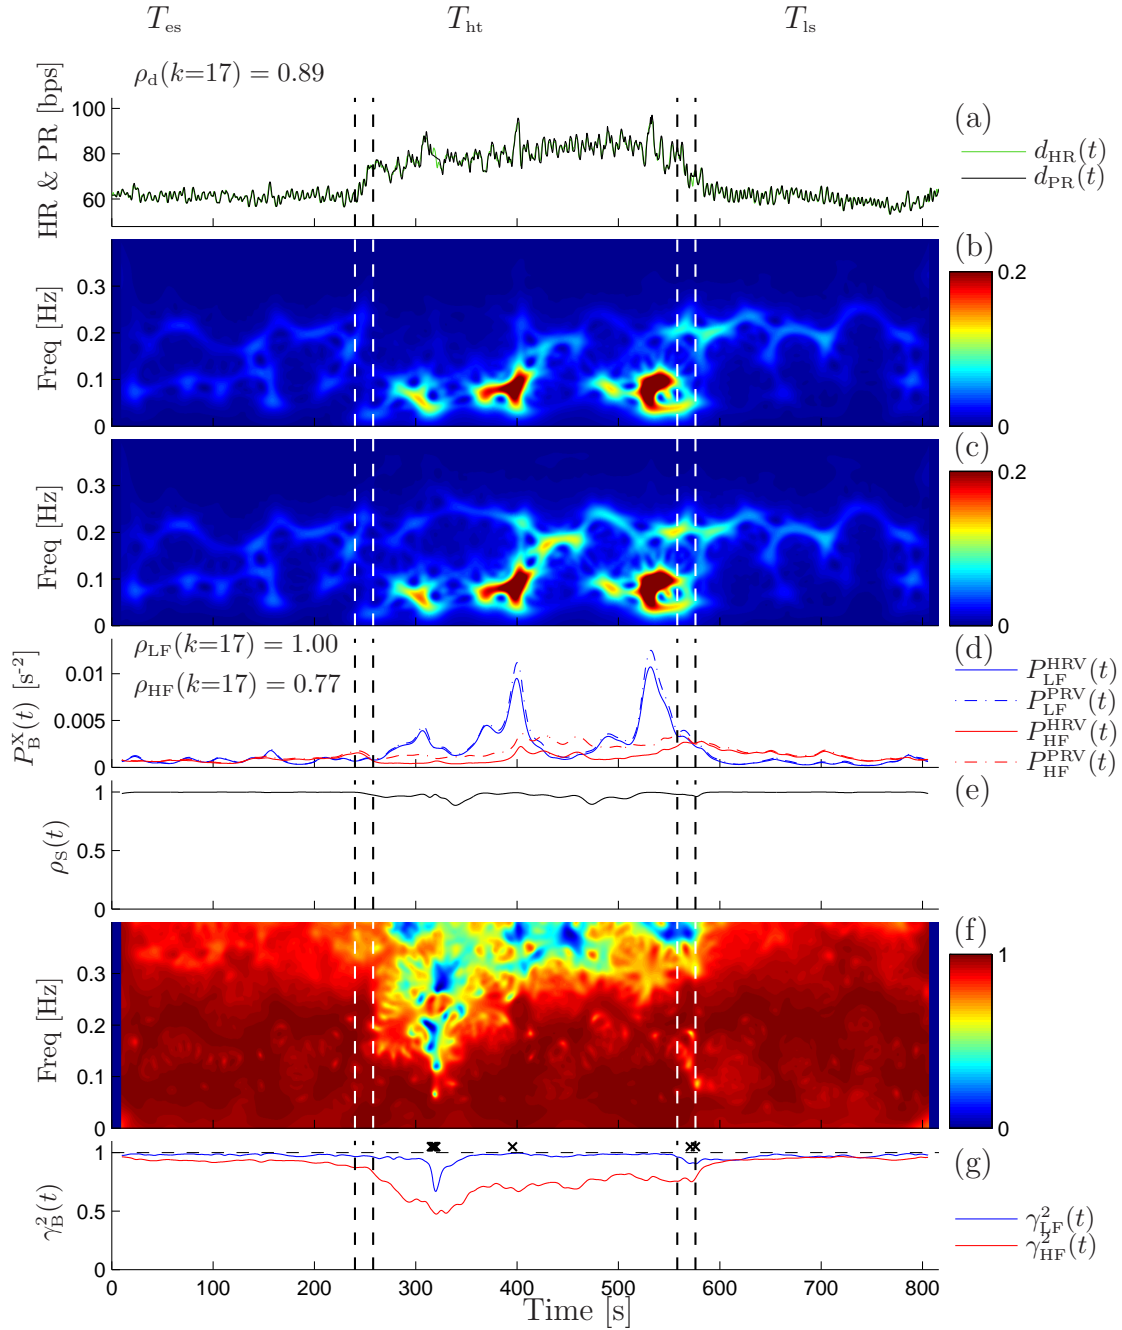 T_es T_ht T_ls
ρ_d(k=17) = 0.89
HR & PR [bps]
100
80
60
(a)
d_HR(t)
d_PR(t)
(b)
Freq [Hz]
0.3
0.2
0.1
0
0.2
0
(c)
Freq [Hz]
0.3
0.2
0.1
0
0.2
0
ρ_LF(k=17) = 1.00
ρ_HF(k=17) = 0.77
P_B^X(t) [s^-2]
0.01
0.005
0
(d)
P_LF^HRV(t)
P_LF^PRV(t)
P_HF^HRV(t)
P_HF^PRV(t)
(e)
ρ_S(t)
1
0.5
0
(f)
Freq [Hz]
0.3
0.2
0.1
0
1
0
(g)
γ_B^2(t)
1
0.5
0
γ_LF^2(t)
γ_HF^2(t)
0 100 200 300 400 500 600 700 800
Time [s]